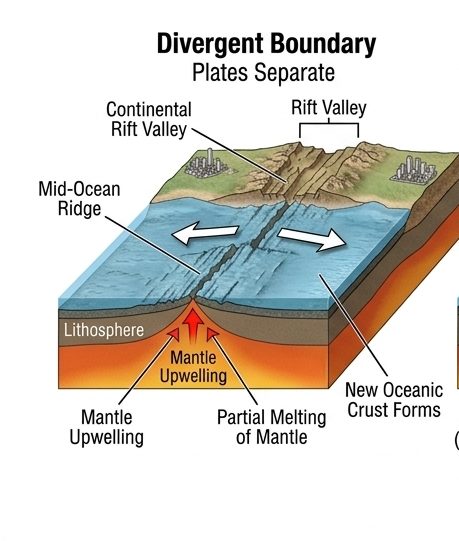 Divergent Boundary
Plates Separate
Continental
Rift Valley
Rift Valley
Mid-Ocean
Ridge
Lithosphere
Mantle
Upwelling
Mantle
Upwelling
Partial Melting
of Mantle
New Oceanic
Crust Forms
(